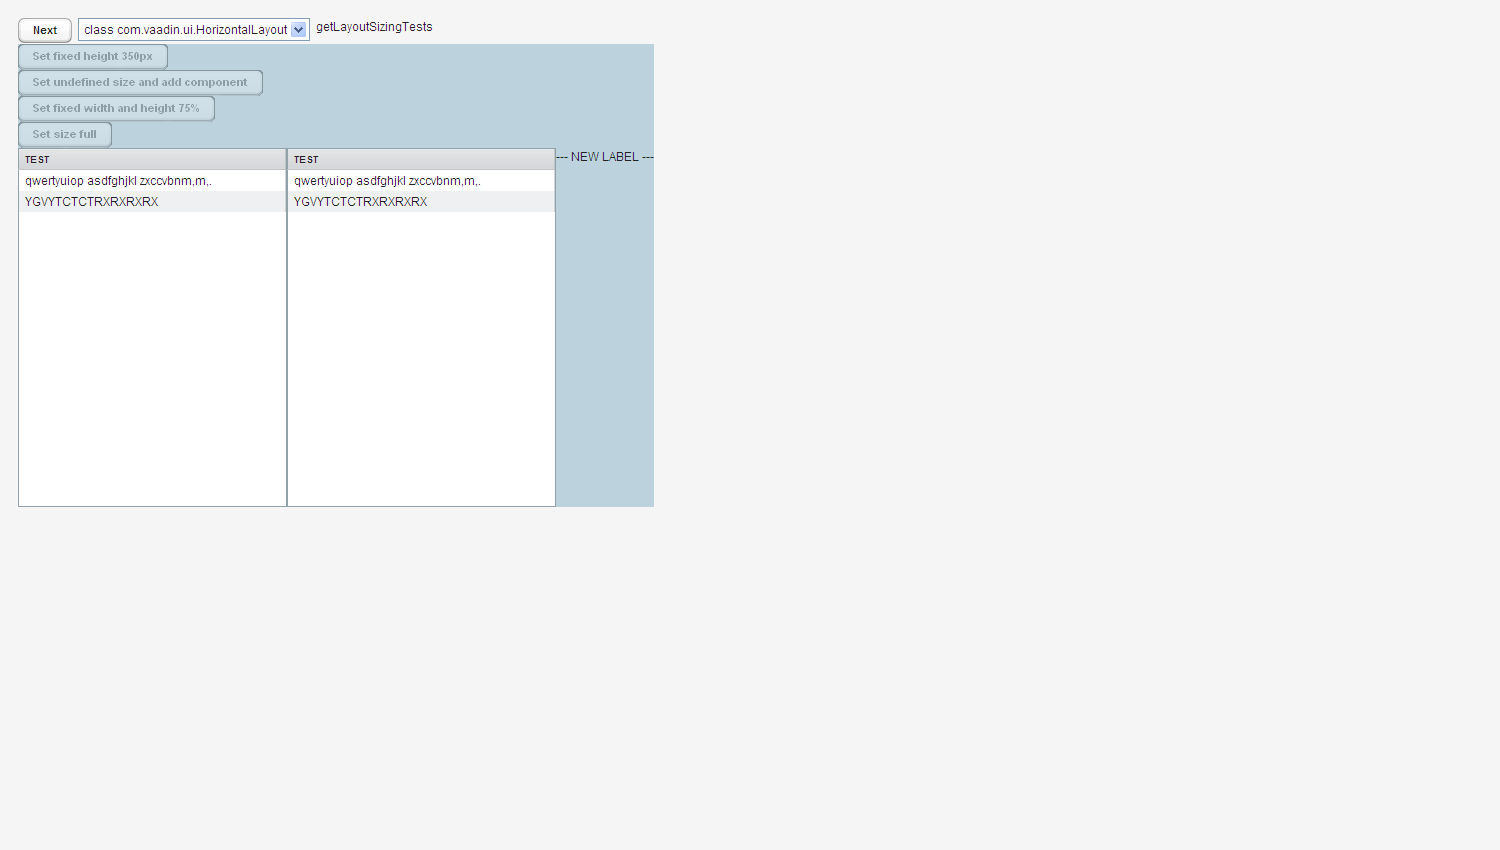 Next class com.vaadin.ui.HorizontalLayout getLayoutSizingTests
Set fixed height 350px
Set undefined size and add component
Set fixed width and height 75%
Set size full
TEST TEST --- NEW LABEL ---
qwertyuiop asdfghjkl zxccvbnm,m,. qwertyuiop asdfghjkl zxccvbnm,m,.
YGVYTCTCTRXRXRXRX YGVYTCTCTRXRXRXRX